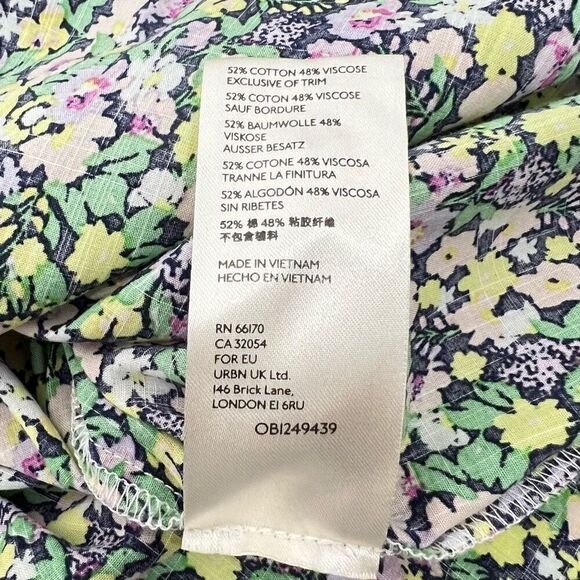 52% COTTON 48% VISCOSE
EXCLUSIVE OF TRIM
52% COTON 48% VISCOSE
SAUF BORDURE
52% BAUMWOLLE 48%
VISKOSE
AUSSER BESATZ
52% COTONE 48% VISCOSA
TRANNE LA FINITURA
52% ALGODÓN 48% VISCOSA
SIN RIBETES
52% 棉 48% 粘胶纤维
不包含辅料
MADE IN VIETNAM
HECHO EN VIETNAM
RN 66170
CA 32054
FOR EU
URBN UK Ltd.
146 Brick Lane,
LONDON E1 6RU
OB1249439